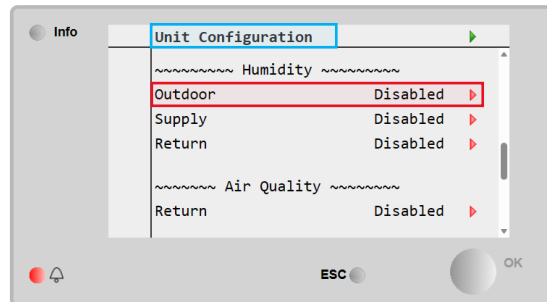 Info
Unit Configuration
~~~~~~~~~ Humidity ~~~~~~~~~
Outdoor Disabled
Supply Disabled
Return Disabled
~~~~~~~ Air Quality ~~~~~~~~
Return Disabled
ESC
OK